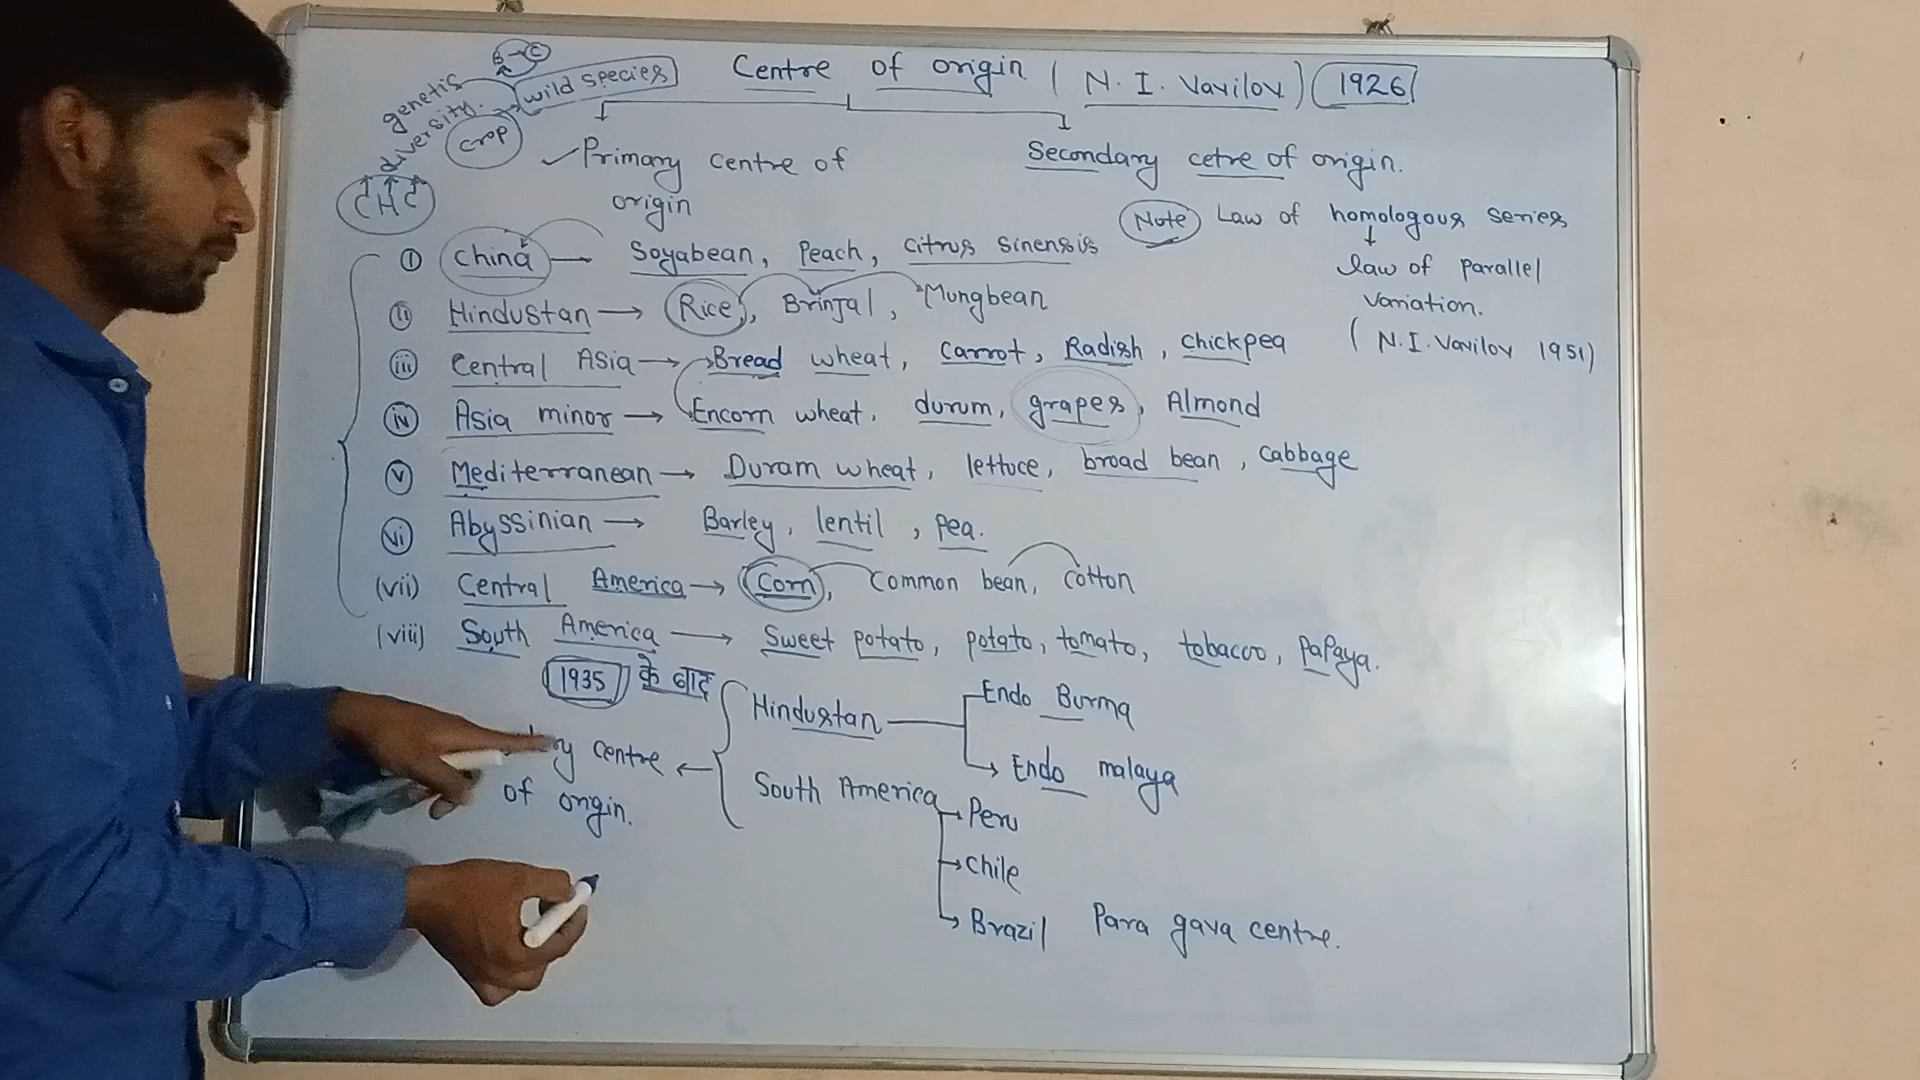 B → C
genetis diversity.
crop
wild species
CHC
Centre of origin ( N. I. Vavilov ) 1926
✓ Primary centre of origin
Secondary cetre of origin.
Note Law of homologous series
law of parallel
variation.
( N.I. Vavilov 1951)
(i) China — Soyabean, Peach, citrus sinensis
(ii) Hindustan → Rice, Brinjal, Mungbean
(iii) Central Asia → Bread wheat, carrot, Radish, chickpea
(iv) Asia minor → Encorn wheat, durum, grapes, Almond
(v) Mediterranean → Duram wheat, lettuce, broad bean, cabbage
(vi) Abyssinian → Barley, lentil, pea.
(vii) Central America → Corn, Common bean, cotton
(viii) South America → Sweet potato, potato, tomato, tobacco, Papaya.
1935 के बाद
Hindustan
Endo Burma
→ Endo malaya
centre
of origin.
South America
→ Peru
→ Chile
→ Brazil Para gava centre.